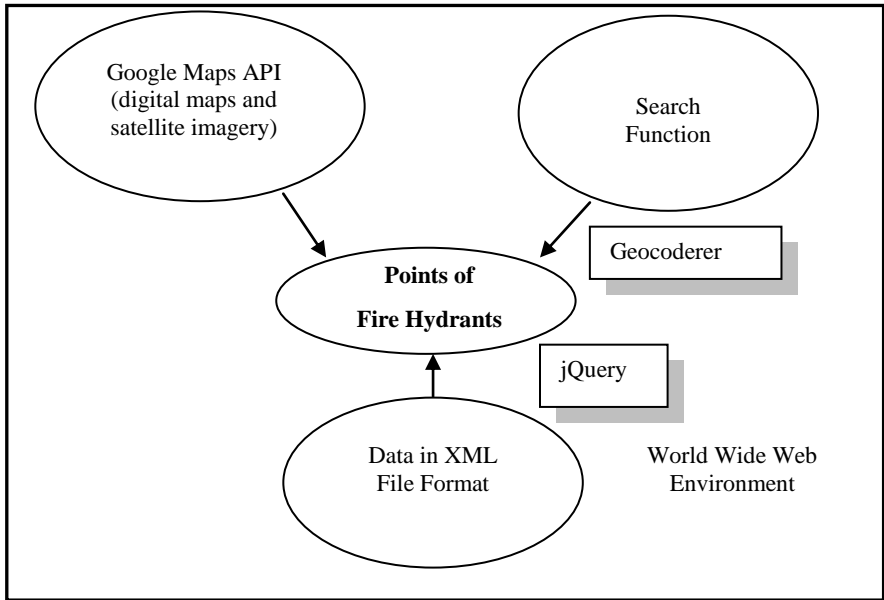 Google Maps API
(digital maps and
satellite imagery)
Search
Function
Geocoderer
Points of
Fire Hydrants
jQuery
Data in XML
File Format
World Wide Web
Environment